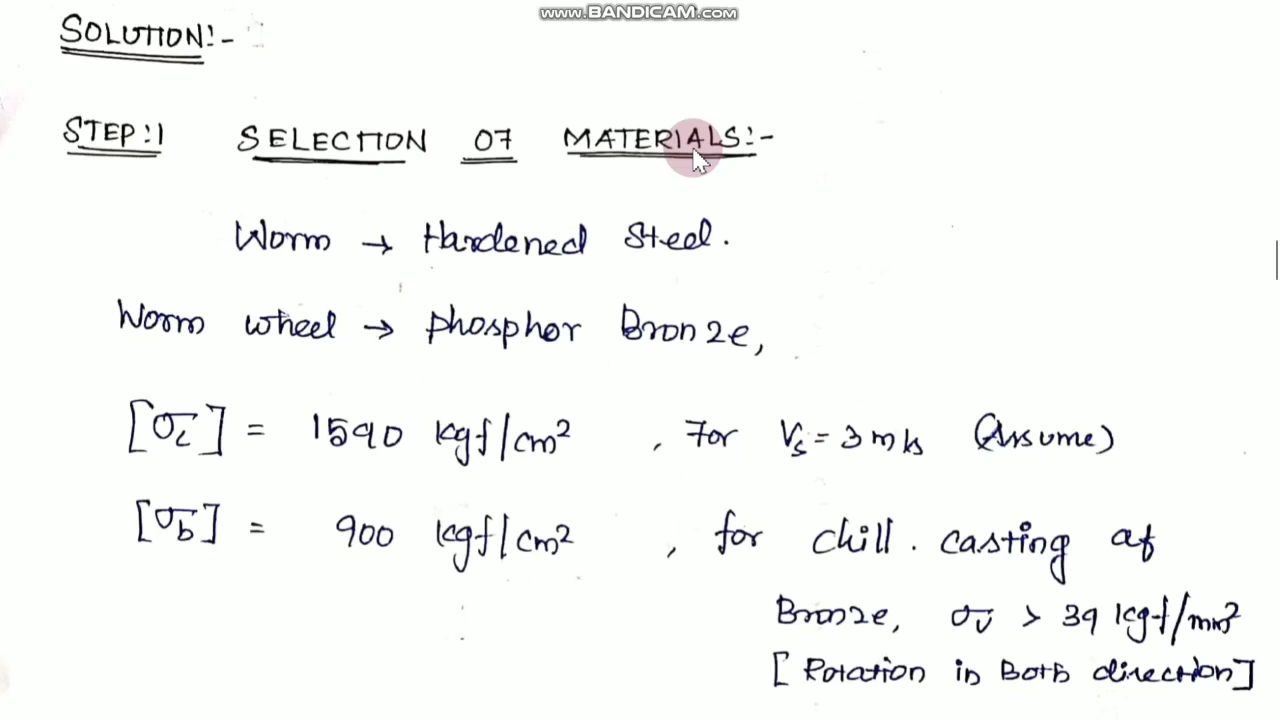 www.BANDICAM.com
SOLUTION:-
STEP:1 SELECTION OF MATERIALS:-
Worm → Hardened Steel.
Worm wheel → phosphor Bronze,
[σc] = 1590 kgf/cm² , For Vs = 3 m/s (Assume)
[σb] = 900 kgf/cm² , for chill. casting of
Bronze, σu > 39 kgf/mm²
[Rotation in Both direction]